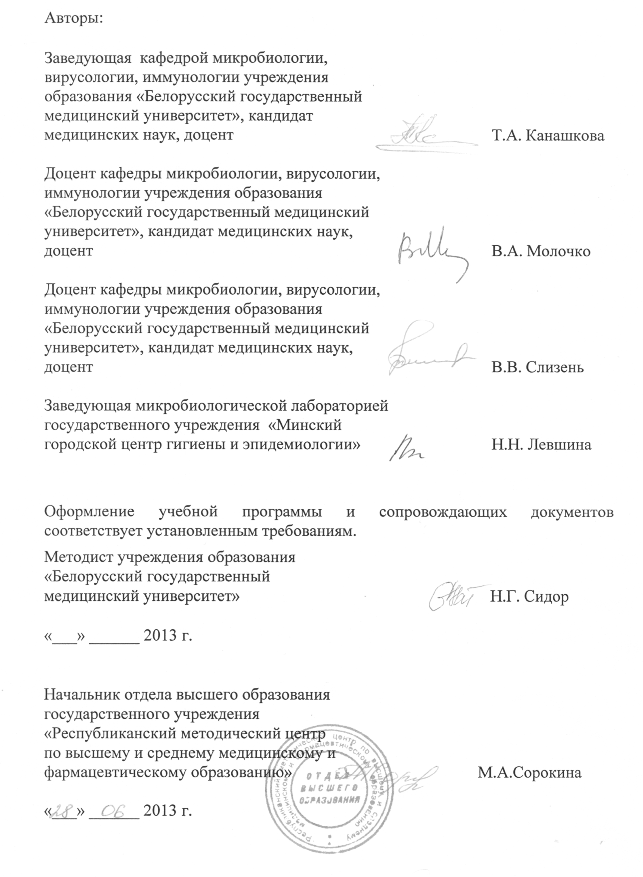 Авторы:
Заведующая кафедрой микробиологии,
вирусологии, иммунологии учреждения
образования «Белорусский государственный
медицинский университет», кандидат
медицинских наук, доцент Т.А. Канашкова
Доцент кафедры микробиологии, вирусологии,
иммунологии учреждения образования
«Белорусский государственный медицинский
университет», кандидат медицинских наук,
доцент В.А. Молочко
Доцент кафедры микробиологии, вирусологии,
иммунологии учреждения образования
«Белорусский государственный медицинский
университет», кандидат медицинских наук,
доцент В.В. Слизень
Заведующая микробиологической лабораторией
государственного учреждения «Минский
городской центр гигиены и эпидемиологии» Н.Н. Левшина
Оформление учебной программы и сопровождающих документов
соответствует установленным требованиям.
Методист учреждения образования
«Белорусский государственный
медицинский университет» Н.Г. Сидор
«___» ______ 2013 г.
Начальник отдела высшего образования
государственного учреждения
«Республиканский методический центр
по высшему и среднему медицинскому и
фармацевтическому образованию» М.А.Сорокина
«28» 06 2013 г.
ОТДЕЛ
ВЫСШЕГО
ОБРАЗОВАНИЯ